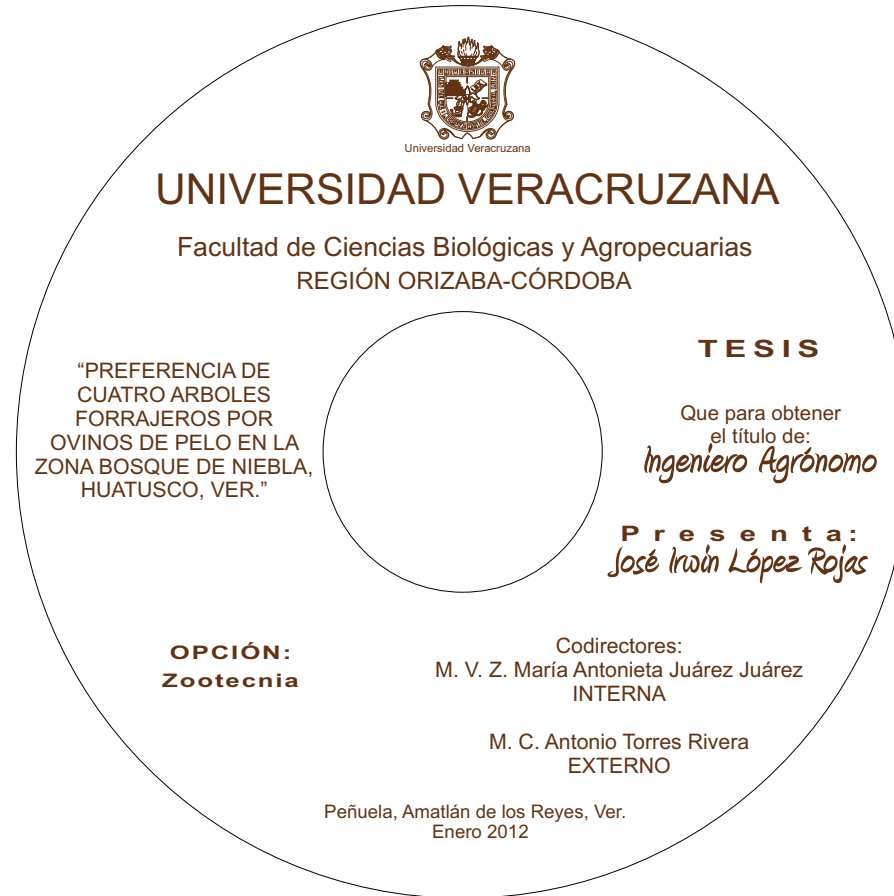 Universidad Veracruzana
UNIVERSIDAD VERACRUZANA
Facultad de Ciencias Biológicas y Agropecuarias
REGIÓN ORIZABA-CÓRDOBA
“PREFERENCIA DE
CUATRO ARBOLES
FORRAJEROS POR
OVINOS DE PELO EN LA
ZONA BOSQUE DE NIEBLA,
HUATUSCO, VER.”
TESIS
Que para obtener
el título de:
Ingeniero Agrónomo
Presenta:
José Irwin López Rojas
OPCIÓN:
Zootecnia
Codirectores:
M. V. Z. María Antonieta Juárez Juárez
INTERNA
M. C. Antonio Torres Rivera
EXTERNO
Peñuela, Amatlán de los Reyes, Ver.
Enero 2012